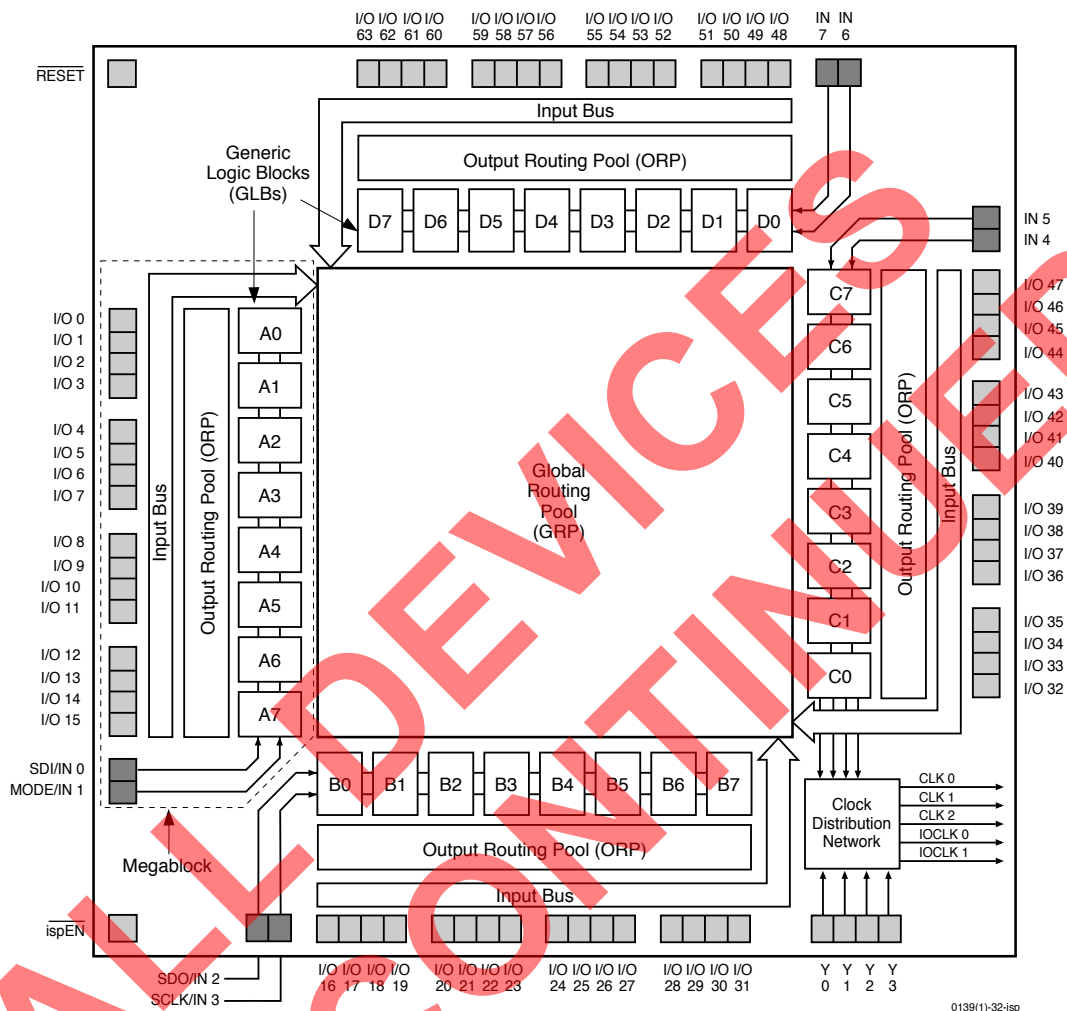 I/O I/O I/O I/O
63 62 61 60
I/O I/O I/O I/O
59 58 57 56
I/O I/O I/O I/O
55 54 53 52
I/O I/O I/O I/O
51 50 49 48
IN IN
7 6
RESET
Input Bus
Output Routing Pool (ORP)
Generic
Logic Blocks
(GLBs)
D7 D6 D5 D4 D3 D2 D1 D0
IN 5
IN 4
I/O 0
I/O 1
I/O 2
I/O 3
I/O 4
I/O 5
I/O 6
I/O 7
I/O 8
I/O 9
I/O 10
I/O 11
I/O 12
I/O 13
I/O 14
I/O 15
Input Bus
Output Routing Pool (ORP)
A0
A1
A2
A3
A4
A5
A6
A7
Global
Routing
Pool
(GRP)
C7
C6
C5
C4
C3
C2
C1
C0
Output Routing Pool (ORP)
Input Bus
I/O 47
I/O 46
I/O 45
I/O 44
I/O 43
I/O 42
I/O 41
I/O 40
I/O 39
I/O 38
I/O 37
I/O 36
I/O 35
I/O 34
I/O 33
I/O 32
SDI/IN 0
MODE/IN 1
Megablock
B0 B1 B2 B3 B4 B5 B6 B7
Output Routing Pool (ORP)
Input Bus
Clock
Distribution
Network
CLK 0
CLK 1
CLK 2
IOCLK 0
IOCLK 1
ispEN
SDO/IN 2
SCLK/IN 3
I/O I/O I/O I/O
16 17 18 19
I/O I/O I/O I/O
20 21 22 23
I/O I/O I/O I/O
24 25 26 27
I/O I/O I/O I/O
28 29 30 31
Y Y Y Y
0 1 2 3
0139(1)-32-isp
ALL DEVICES
CONTINUED